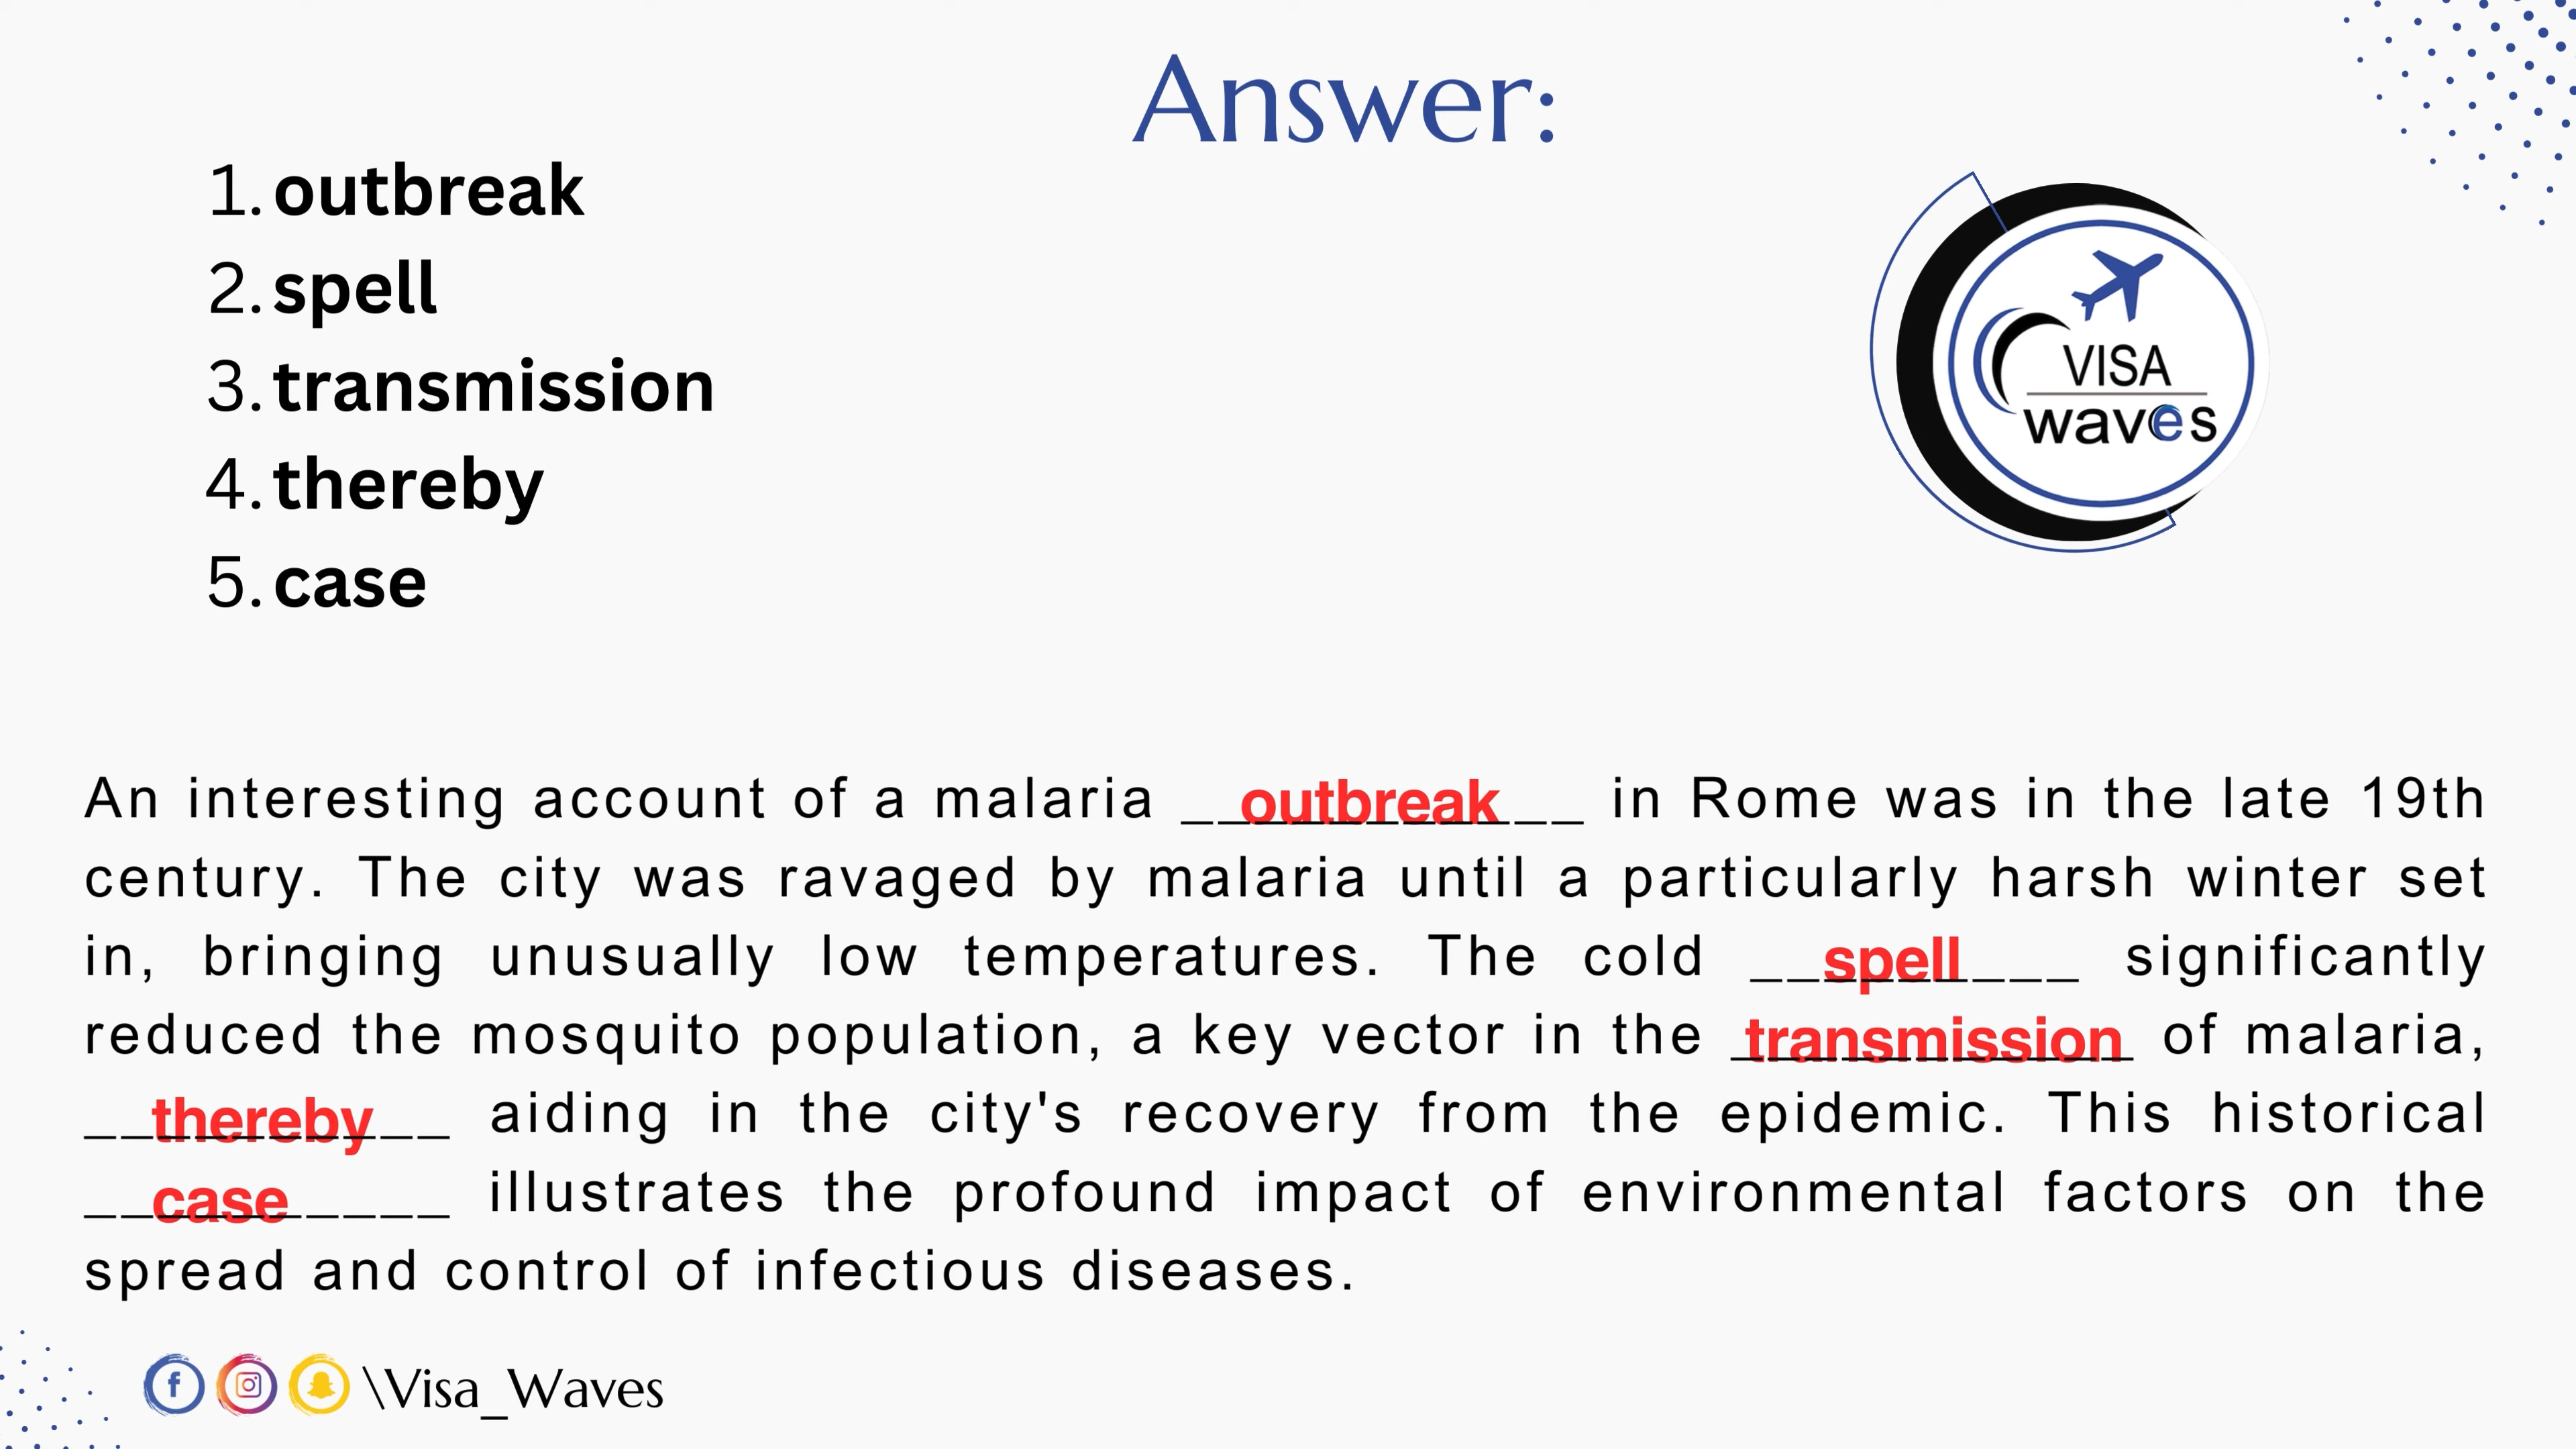 Answer:
1. outbreak
2. spell
3. transmission
4. thereby
5. case
VISA
waves
An interesting account of a malaria __outbreak__ in Rome was in the late 19th
century. The city was ravaged by malaria until a particularly harsh winter set
in, bringing unusually low temperatures. The cold __spell___ significantly
reduced the mosquito population, a key vector in the _transmission_ of malaria,
__thereby__ aiding in the city's recovery from the epidemic. This historical
__case____ illustrates the profound impact of environmental factors on the
spread and control of infectious diseases.
\Visa_Waves